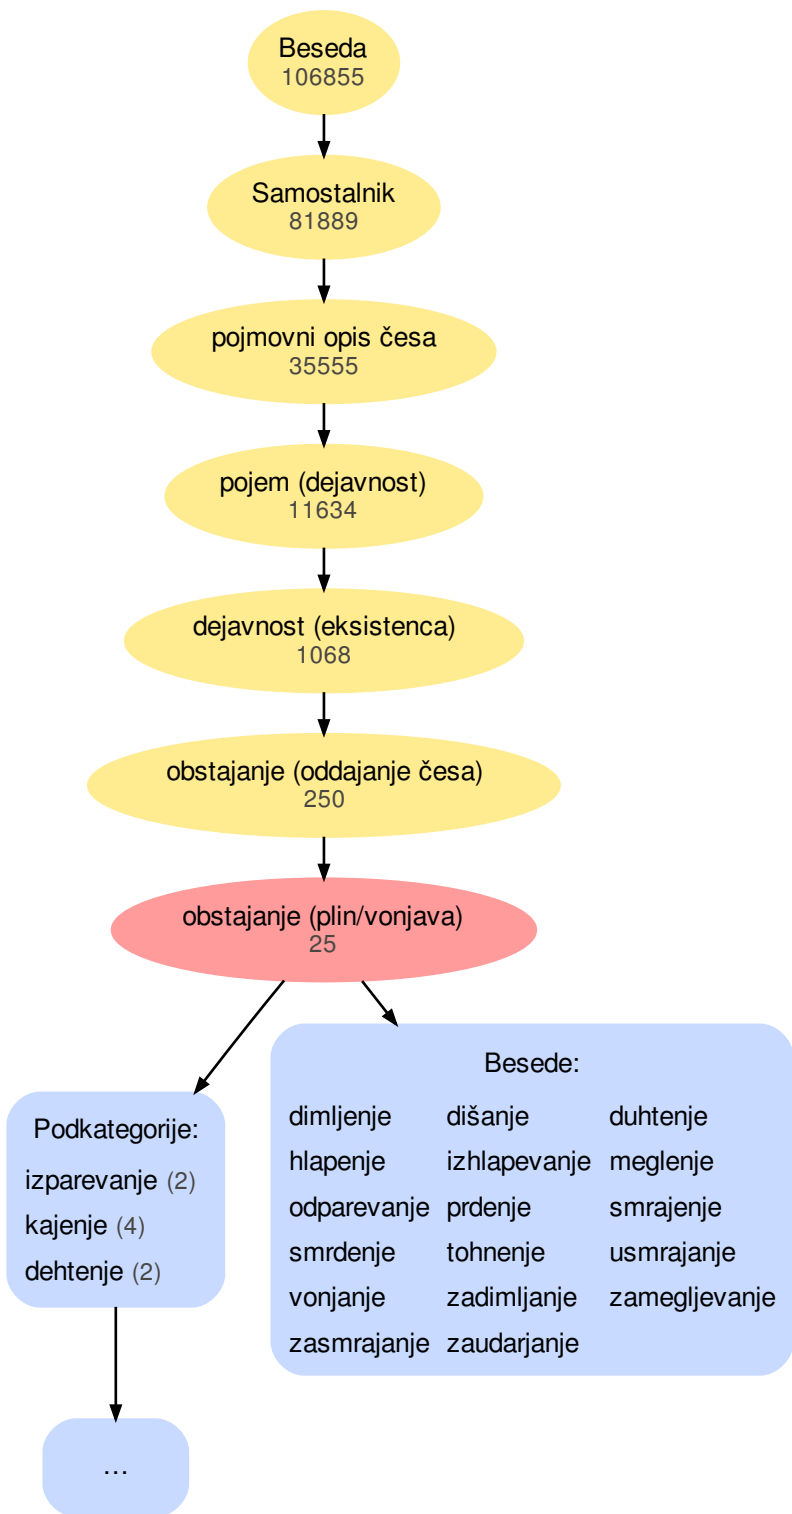 Beseda
106855
Samostalnik
81889
pojmovni opis česa
35555
pojem (dejavnost)
11634
dejavnost (eksistenca)
1068
obstajanje (oddajanje česa)
250
obstajanje (plin/vonjava)
25
Podkategorije:
izparevanje (2)
kajenje (4)
dehtenje (2)
...
Besede:
dimljenje dišanje duhtenje
hlapenje izhlapevanje meglenje
odparevanje prdenje smrajenje
smrdenje tohnenje usmrajanje
vonjanje zadimljanje zamegljevanje
zasmrajanje zaudarjanje